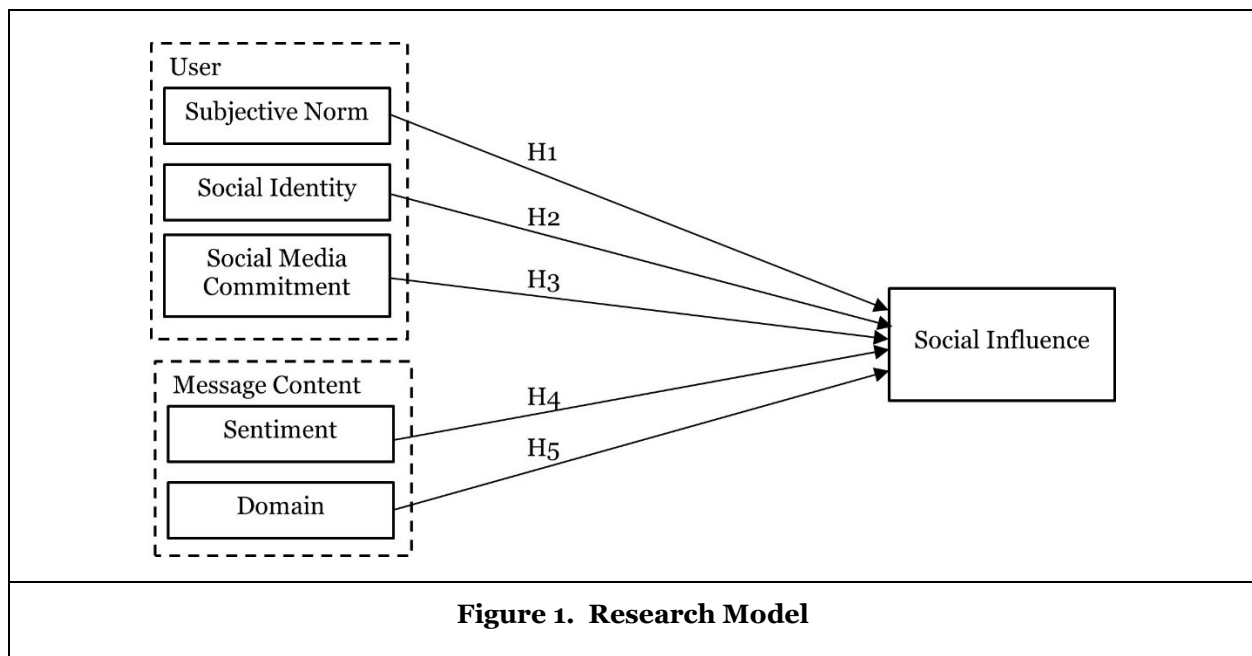 User
Subjective Norm
Social Identity
Social Media
Commitment
H1
H2
H3
Message Content
Sentiment
Domain
H4
H5
Social Influence
Figure 1. Research Model